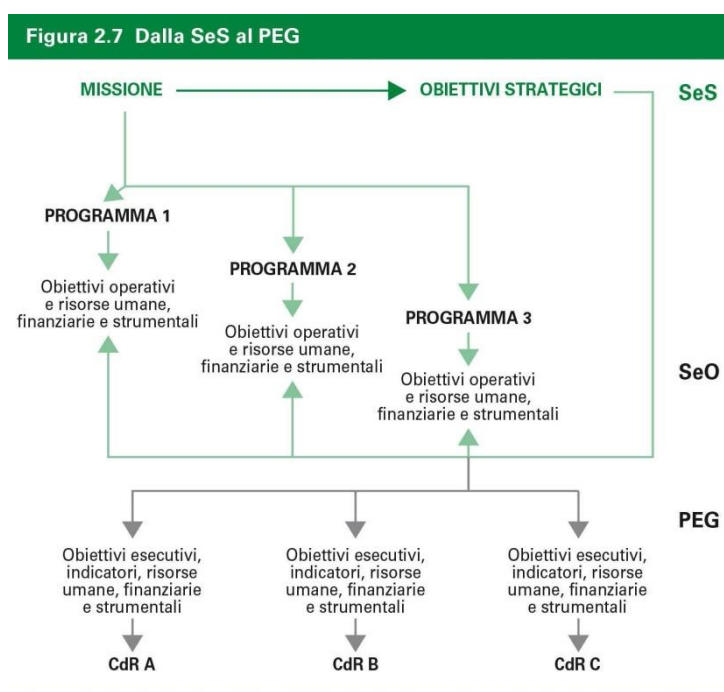 Figura 2.7 Dalla SeS al PEG
MISSIONE
OBIETTIVI STRATEGICI
SeS
PROGRAMMA 1
Obiettivi operativi
e risorse umane,
finanziarie e strumentali
PROGRAMMA 2
Obiettivi operativi
e risorse umane,
finanziarie e strumentali
PROGRAMMA 3
Obiettivi operativi
e risorse umane,
finanziarie e strumentali
SeO
PEG
Obiettivi esecutivi,
indicatori, risorse
umane, finanziarie
e strumentali
Obiettivi esecutivi,
indicatori, risorse
umane, finanziarie
e strumentali
Obiettivi esecutivi,
indicatori, risorse
umane, finanziarie
e strumentali
CdR A
CdR B
CdR C